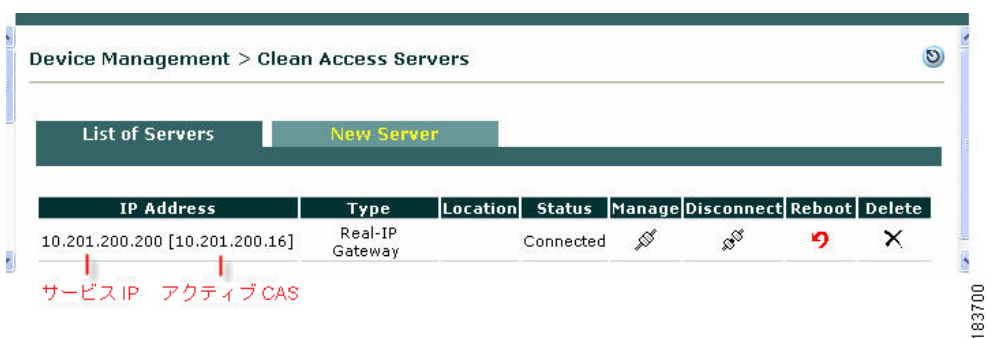 Device Management > Clean Access Servers
List of Servers New Server
IP Address Type Location Status Manage Disconnect Reboot Delete
10.201.200.200 [10.201.200.16] Real-IP Gateway Connected
サービス IP アクティブ CAS
183700